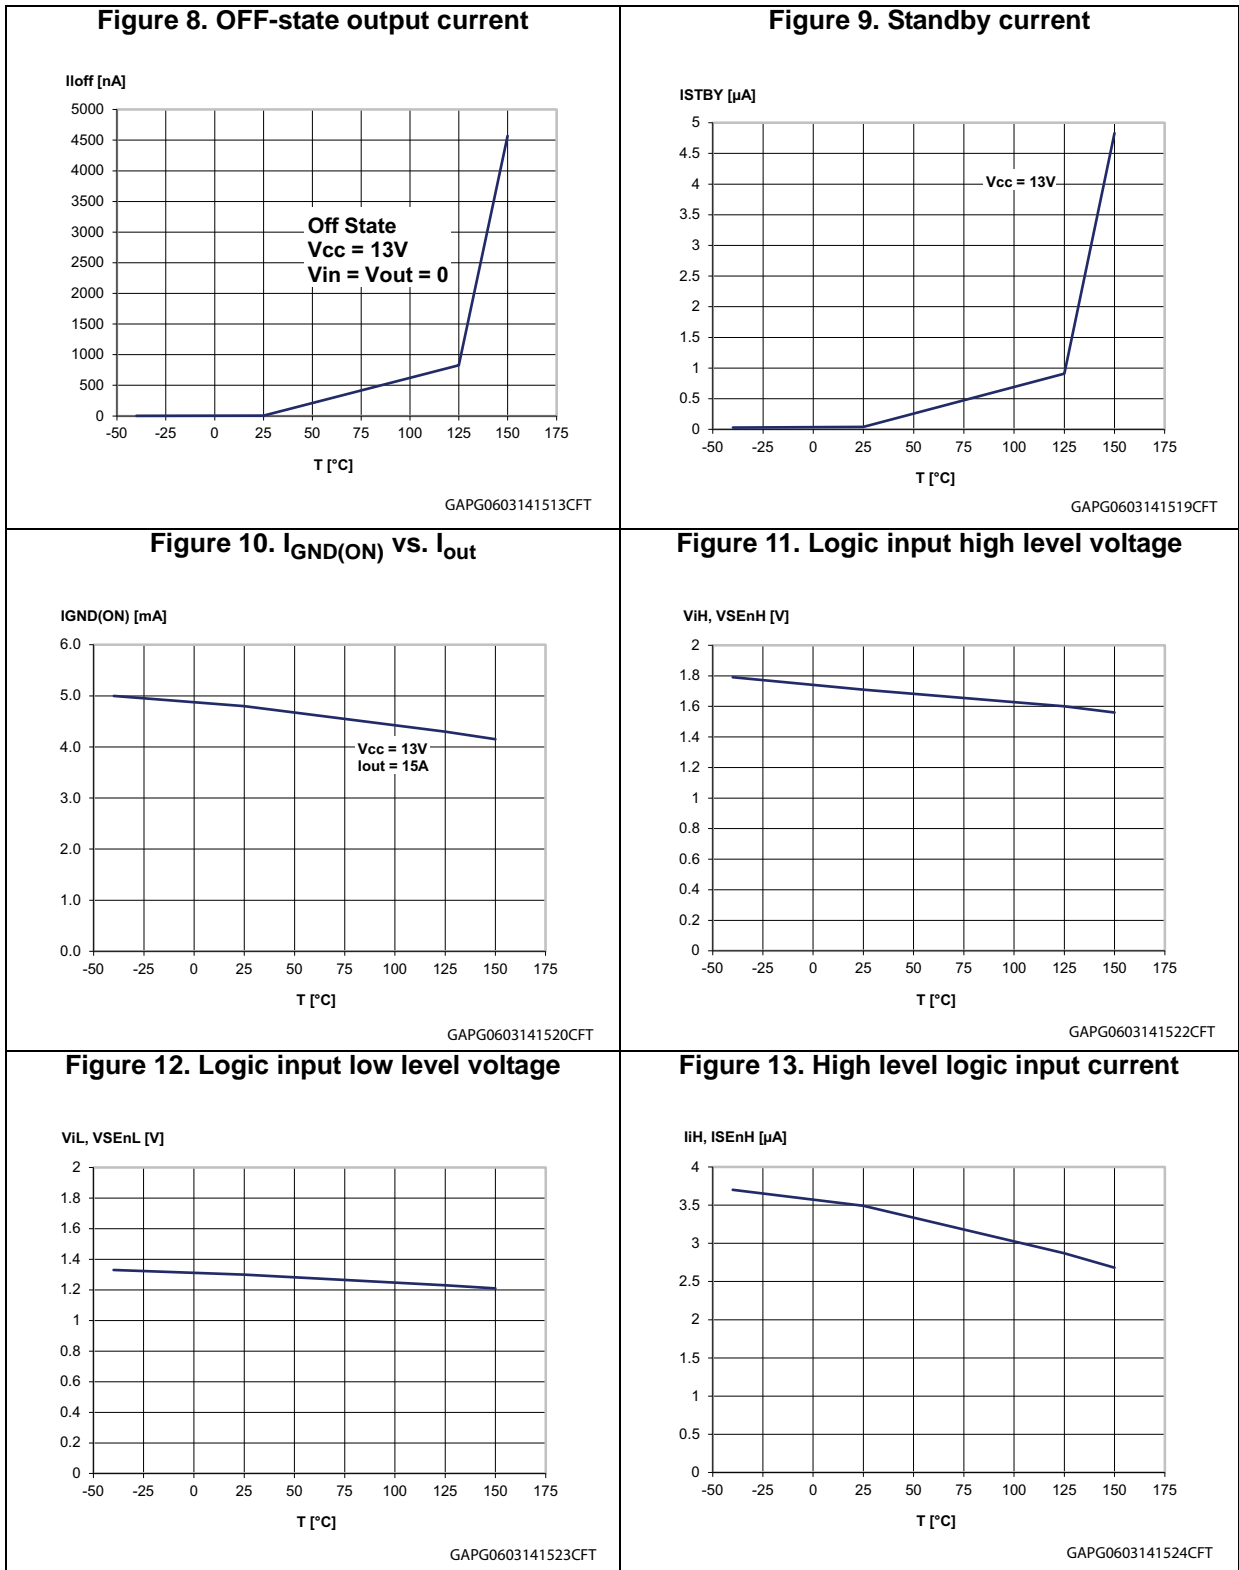 Figure 8. OFF-state output current
Iloff [nA]
5000
4500
4000
3500
3000
2500
2000
1500
1000
500
0
Off State
Vcc = 13V
Vin = Vout = 0
-50 -25 0 25 50 75 100 125 150 175
T [°C]
GAPG0603141513CFT
Figure 9. Standby current
ISTBY [µA]
5
4.5
4
3.5
3
2.5
2
1.5
1
0.5
0
Vcc = 13V
-50 -25 0 25 50 75 100 125 150 175
T [°C]
GAPG0603141519CFT
Figure 10. IGND(ON) vs. Iout
IGND(ON) [mA]
6.0
5.0
4.0
3.0
2.0
1.0
0.0
Vcc = 13V
Iout = 15A
-50 -25 0 25 50 75 100 125 150 175
T [°C]
GAPG0603141520CFT
Figure 11. Logic input high level voltage
ViH, VSEnH [V]
2
1.8
1.6
1.4
1.2
1
0.8
0.6
0.4
0.2
0
-50 -25 0 25 50 75 100 125 150 175
T [°C]
GAPG0603141522CFT
Figure 12. Logic input low level voltage
ViL, VSEnL [V]
2
1.8
1.6
1.4
1.2
1
0.8
0.6
0.4
0.2
0
-50 -25 0 25 50 75 100 125 150 175
T [°C]
GAPG0603141523CFT
Figure 13. High level logic input current
IiH, ISEnH [µA]
4
3.5
3
2.5
2
1.5
1
0.5
0
-50 -25 0 25 50 75 100 125 150 175
T [°C]
GAPG0603141524CFT